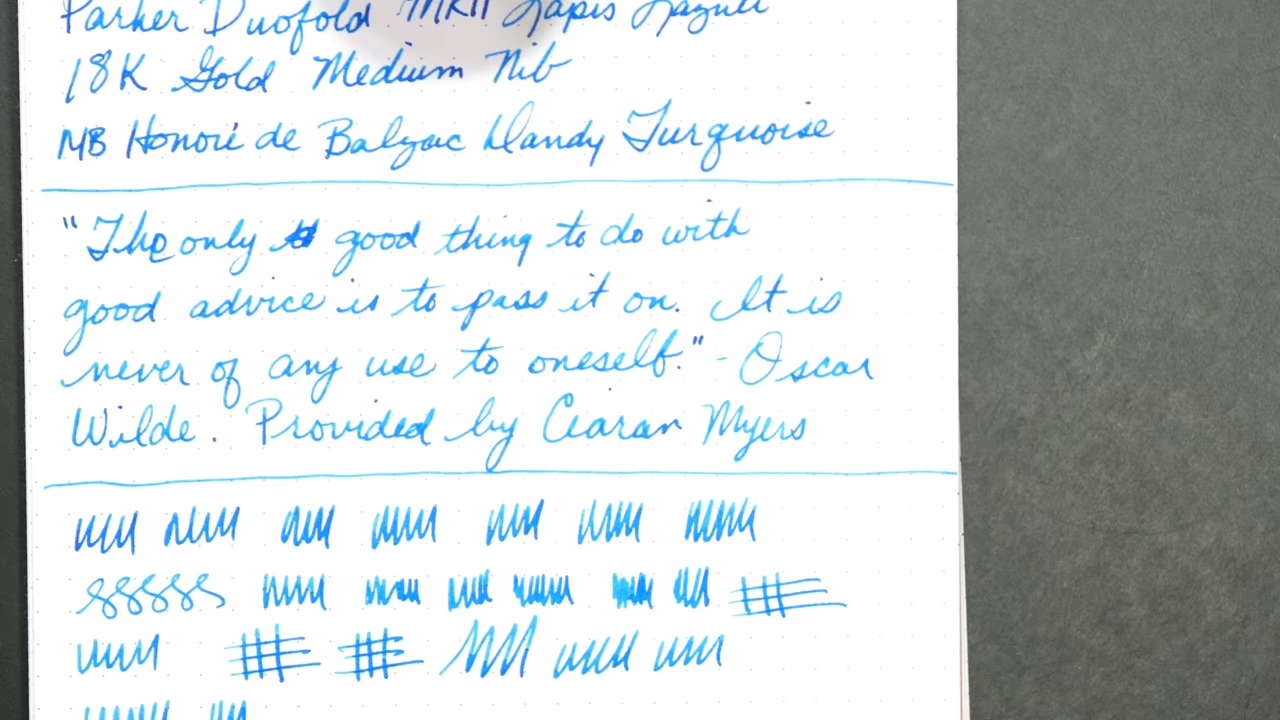 Parker Duofold MKII Lapis Lazuli
18K Gold Medium Nib
MB Honoré de Balzac Dandy Turquoise
"The only good thing to do with
good advice is to pass it on. It is
never of any use to oneself." - Oscar
Wilde. Provided by Ciaran Myers